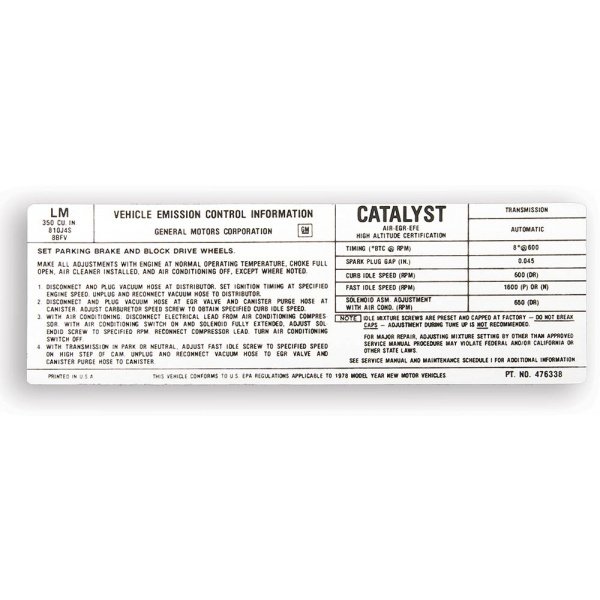 LM
350 CU. IN
810J4S
8BFV
VEHICLE EMISSION CONTROL INFORMATION
GENERAL MOTORS CORPORATION GM
SET PARKING BRAKE AND BLOCK DRIVE WHEELS.
MAKE ALL ADJUSTMENTS WITH ENGINE AT NORMAL OPERATING TEMPERATURE, CHOKE FULL
OPEN, AIR CLEANER INSTALLED, AND AIR CONDITIONING OFF, EXCEPT WHERE NOTED.
1 DISCONNECT AND PLUG VACUUM HOSE AT DISTRIBUTOR. SET IGNITION TIMING AT SPECIFIED
ENGINE SPEED. UNPLUG AND RECONNECT VACUUM HOSE TO DISTRIBUTOR.
2 DISCONNECT AND PLUG VACUUM HOSE AT EGR VALVE AND CANISTER PURGE HOSE AT
CANISTER. ADJUST CARBURETOR SPEED SCREW TO OBTAIN SPECIFIED CURB IDLE SPEED.
3 WITH AIR CONDITIONING, DISCONNECT ELECTRICAL LEAD FROM AIR CONDITIONING COMPRES-
SOR. WITH AIR CONDITIONING SWITCH ON AND SOLENOID FULLY EXTENDED, ADJUST SOL
ENOID SCREW TO SPECIFIED RPM. RECONNECT COMPRESSOR LEAD. TURN AIR CONDITIONING
SWITCH OFF
4 WITH TRANSMISSION IN PARK OR NEUTRAL, ADJUST FAST IDLE SCREW TO SPECIFIED SPEED
ON HIGH STEP OF CAM. UNPLUG AND RECONNECT VACUUM HOSE TO EGR VALVE AND
CANISTER PURGE HOSE TO CANISTER.
CATALYST
AIR-EGR-EFE
HIGH ALTITUDE CERTIFICATION
TRANSMISSION
AUTOMATIC
TIMING (°BTC @ RPM) 8°@600
SPARK PLUG GAP (IN.) 0.045
CURB IDLE SPEED (RPM) 500 (DR)
FAST IDLE SPEED (RPM) 1600 (P) OR (N)
SOLENOID ASM. ADJUSTMENT
WITH AIR COND. (RPM) 650 (DR)
NOTE IDLE MIXTURE SCREWS ARE PRESET AND CAPPED AT FACTORY — DO NOT BREAK
CAPS — ADJUSTMENT DURING TUNE UP IS NOT RECOMMENDED.
FOR MAJOR REPAIR, ADJUSTING MIXTURE SETTING BY OTHER THAN APPROVED
SERVICE MANUAL PROCEDURE MAY VIOLATE FEDERAL AND/OR CALIFORNIA OR
OTHER STATE LAWS.
SEE SERVICE MANUAL AND MAINTENANCE SCHEDULE I FOR ADDITIONAL INFORMATION
PRINTED IN U.S.A THIS VEHICLE CONFORMS TO U.S. EPA REGULATIONS APPLICABLE TO 1978 MODEL YEAR NEW MOTOR VEHICLES PT. NO. 476338